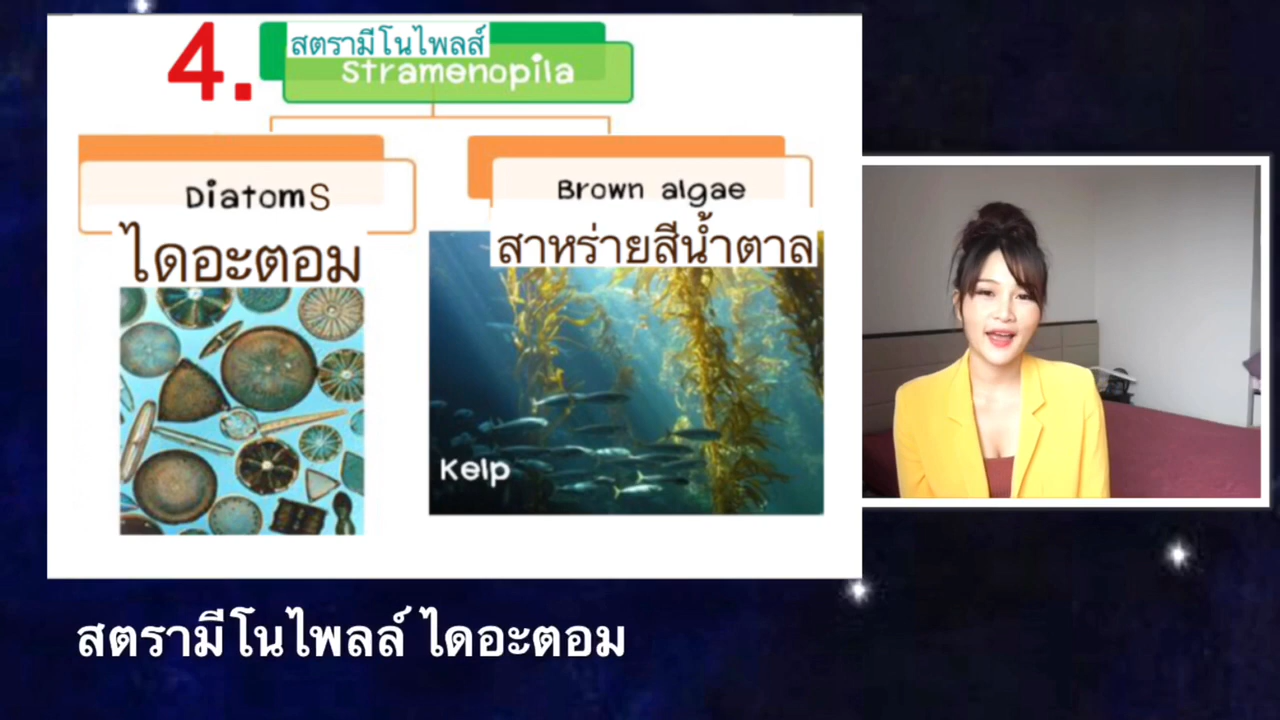 4.
สตรามีโนไพลส์
Stramenopila
Diatoms
ไดอะตอม
Brown algae
สาหร่ายสีน้ำตาล
Kelp
สตรามีโนไพลล์ ไดอะตอม